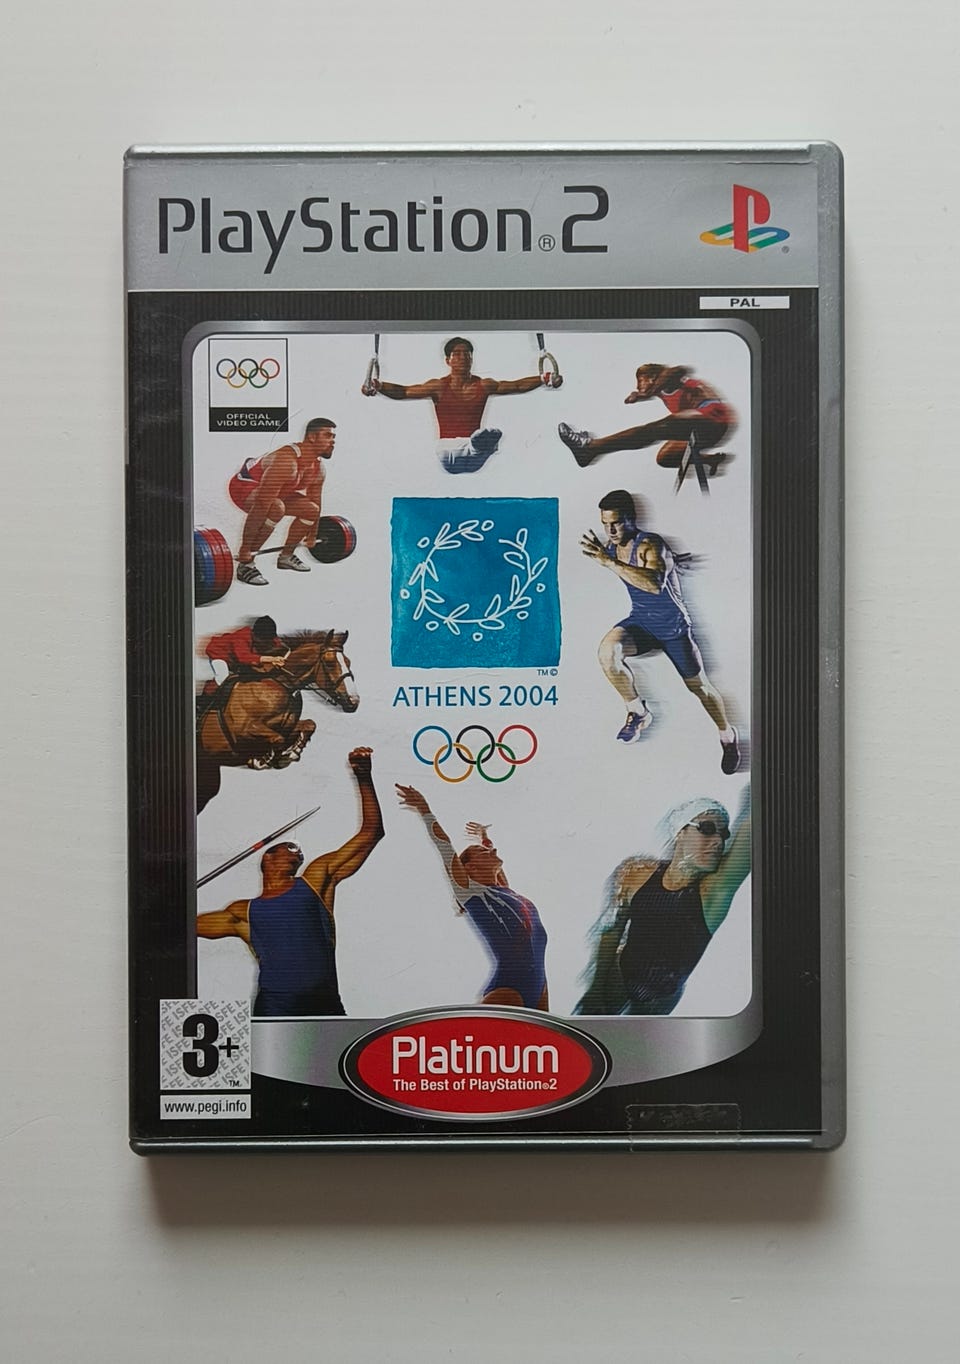 PlayStation®2
PAL
OFFICIAL
VIDEO GAME
TM©
ATHENS 2004
3+
TM
www.pegi.info
Platinum
The Best of PlayStation®2